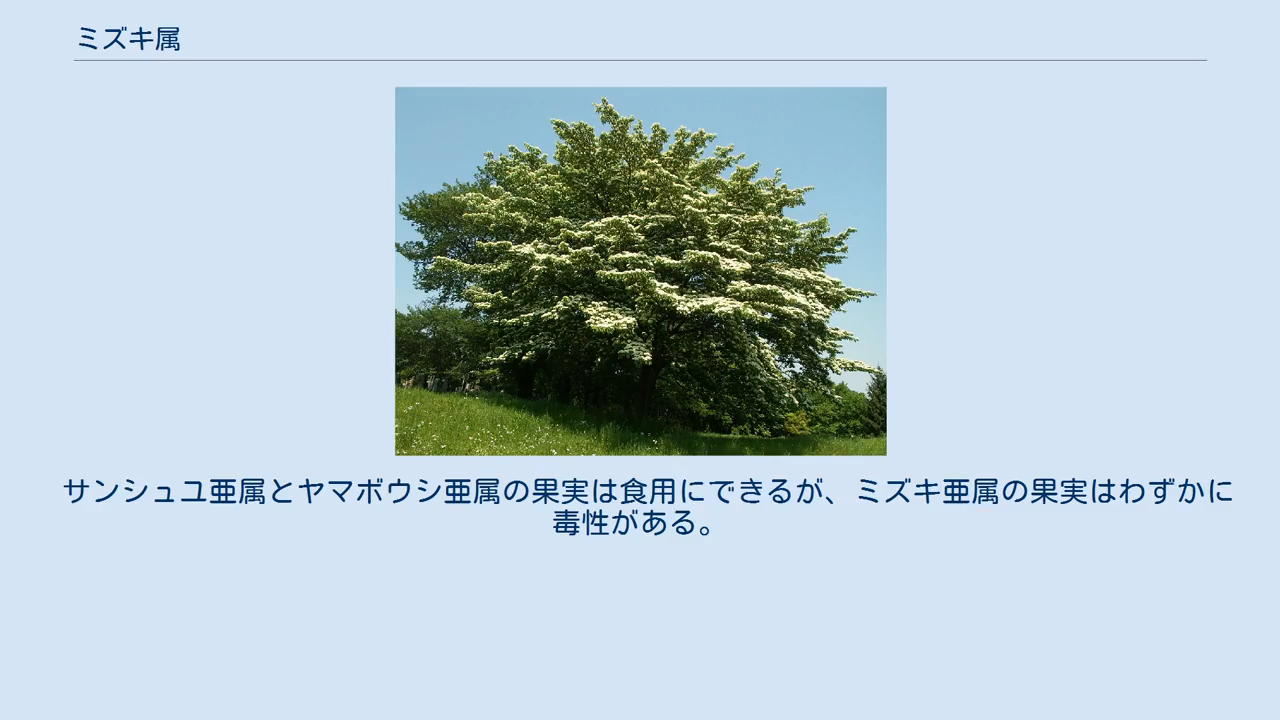 ミズキ属
サンシュユ亜属とヤマボウシ亜属の果実は食用にできるが、ミズキ亜属の果実はわずかに
毒性がある。